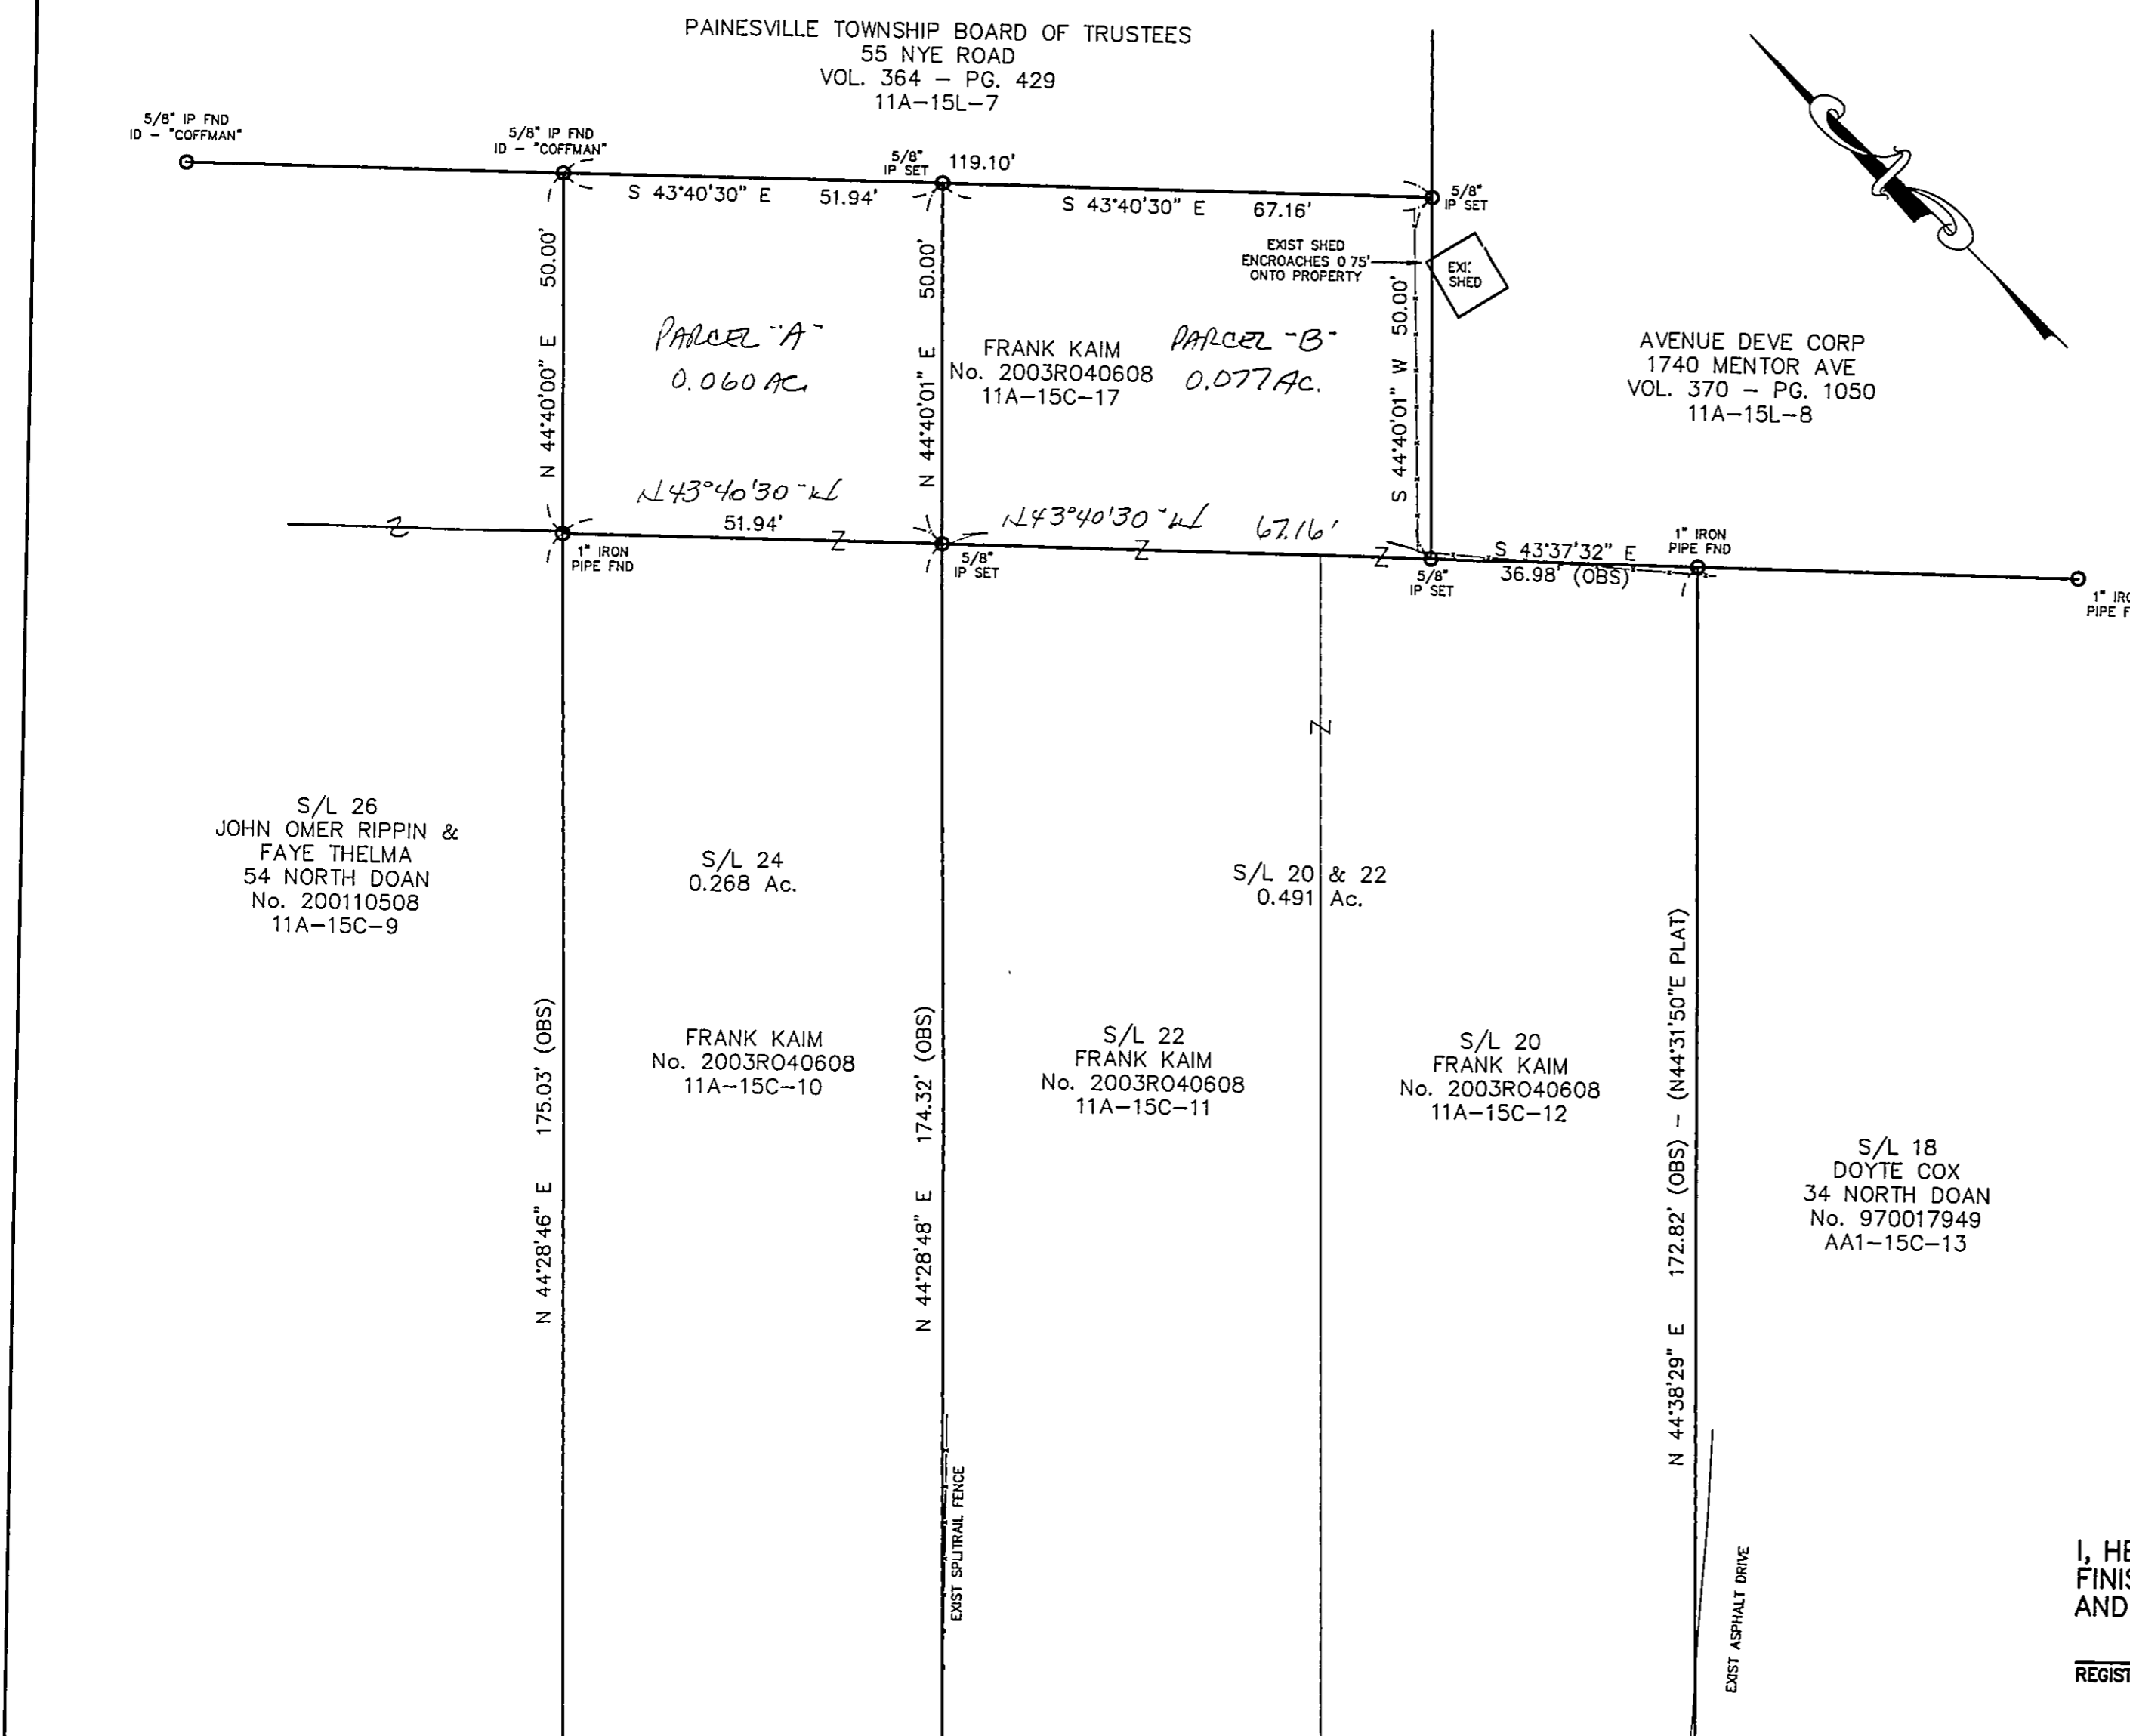 PAINESVILLE TOWNSHIP BOARD OF TRUSTEES
55 NYE ROAD
VOL. 364 – PG. 429
11A–15L–7
5/8" IP FND
ID – "COFFMAN"
5/8" IP FND
ID – "COFFMAN"
5/8"
IP SET
119.10'
S 43°40'30" E 51.94'
S 43°40'30" E 67.16'
5/8"
IP SET
EXIST SHED
ENCROACHES 0 75'
ONTO PROPERTY
SHED
N 44°40'00" E 50.00'
PARCEL "A"
0.060 AC.
N 44°40'01" E 50.00'
FRANK KAIM
No. 2003R040608
11A–15C–17
PARCEL "B"
0.077 AC.
S 44°40'01" W 50.00'
AVENUE DEVE CORP
1740 MENTOR AVE
VOL. 370 – PG. 1050
11A–15L–8
N43°40'30"W
51.94'
N43°40'30"W 67.16'
1" IRON
PIPE FND
5/8"
IP SET
5/8"
IP SET
S 43°37'32" E
36.98' (OBS)
1" IRON
PIPE FND
1" IRO
PIPE F
S/L 26
JOHN OMER RIPPIN &
FAYE THELMA
54 NORTH DOAN
No. 200110508
11A–15C–9
S/L 24
0.268 Ac.
S/L 20 & 22
0.491 Ac.
N 44°28'46" E 175.03' (OBS)
FRANK KAIM
No. 2003R040608
11A–15C–10
N 44°28'48" E 174.32' (OBS)
S/L 22
FRANK KAIM
No. 2003R040608
11A–15C–11
S/L 20
FRANK KAIM
No. 2003R040608
11A–15C–12
N 44°38'29" E 172.82' (OBS) – (N44°31'50"E PLAT)
S/L 18
DOYTE COX
34 NORTH DOAN
No. 970017949
AA1–15C–13
EXIST SPLITRAIL FENCE
EXIST ASPHALT DRIVE
I, HE
FINIS
AND
REGIST